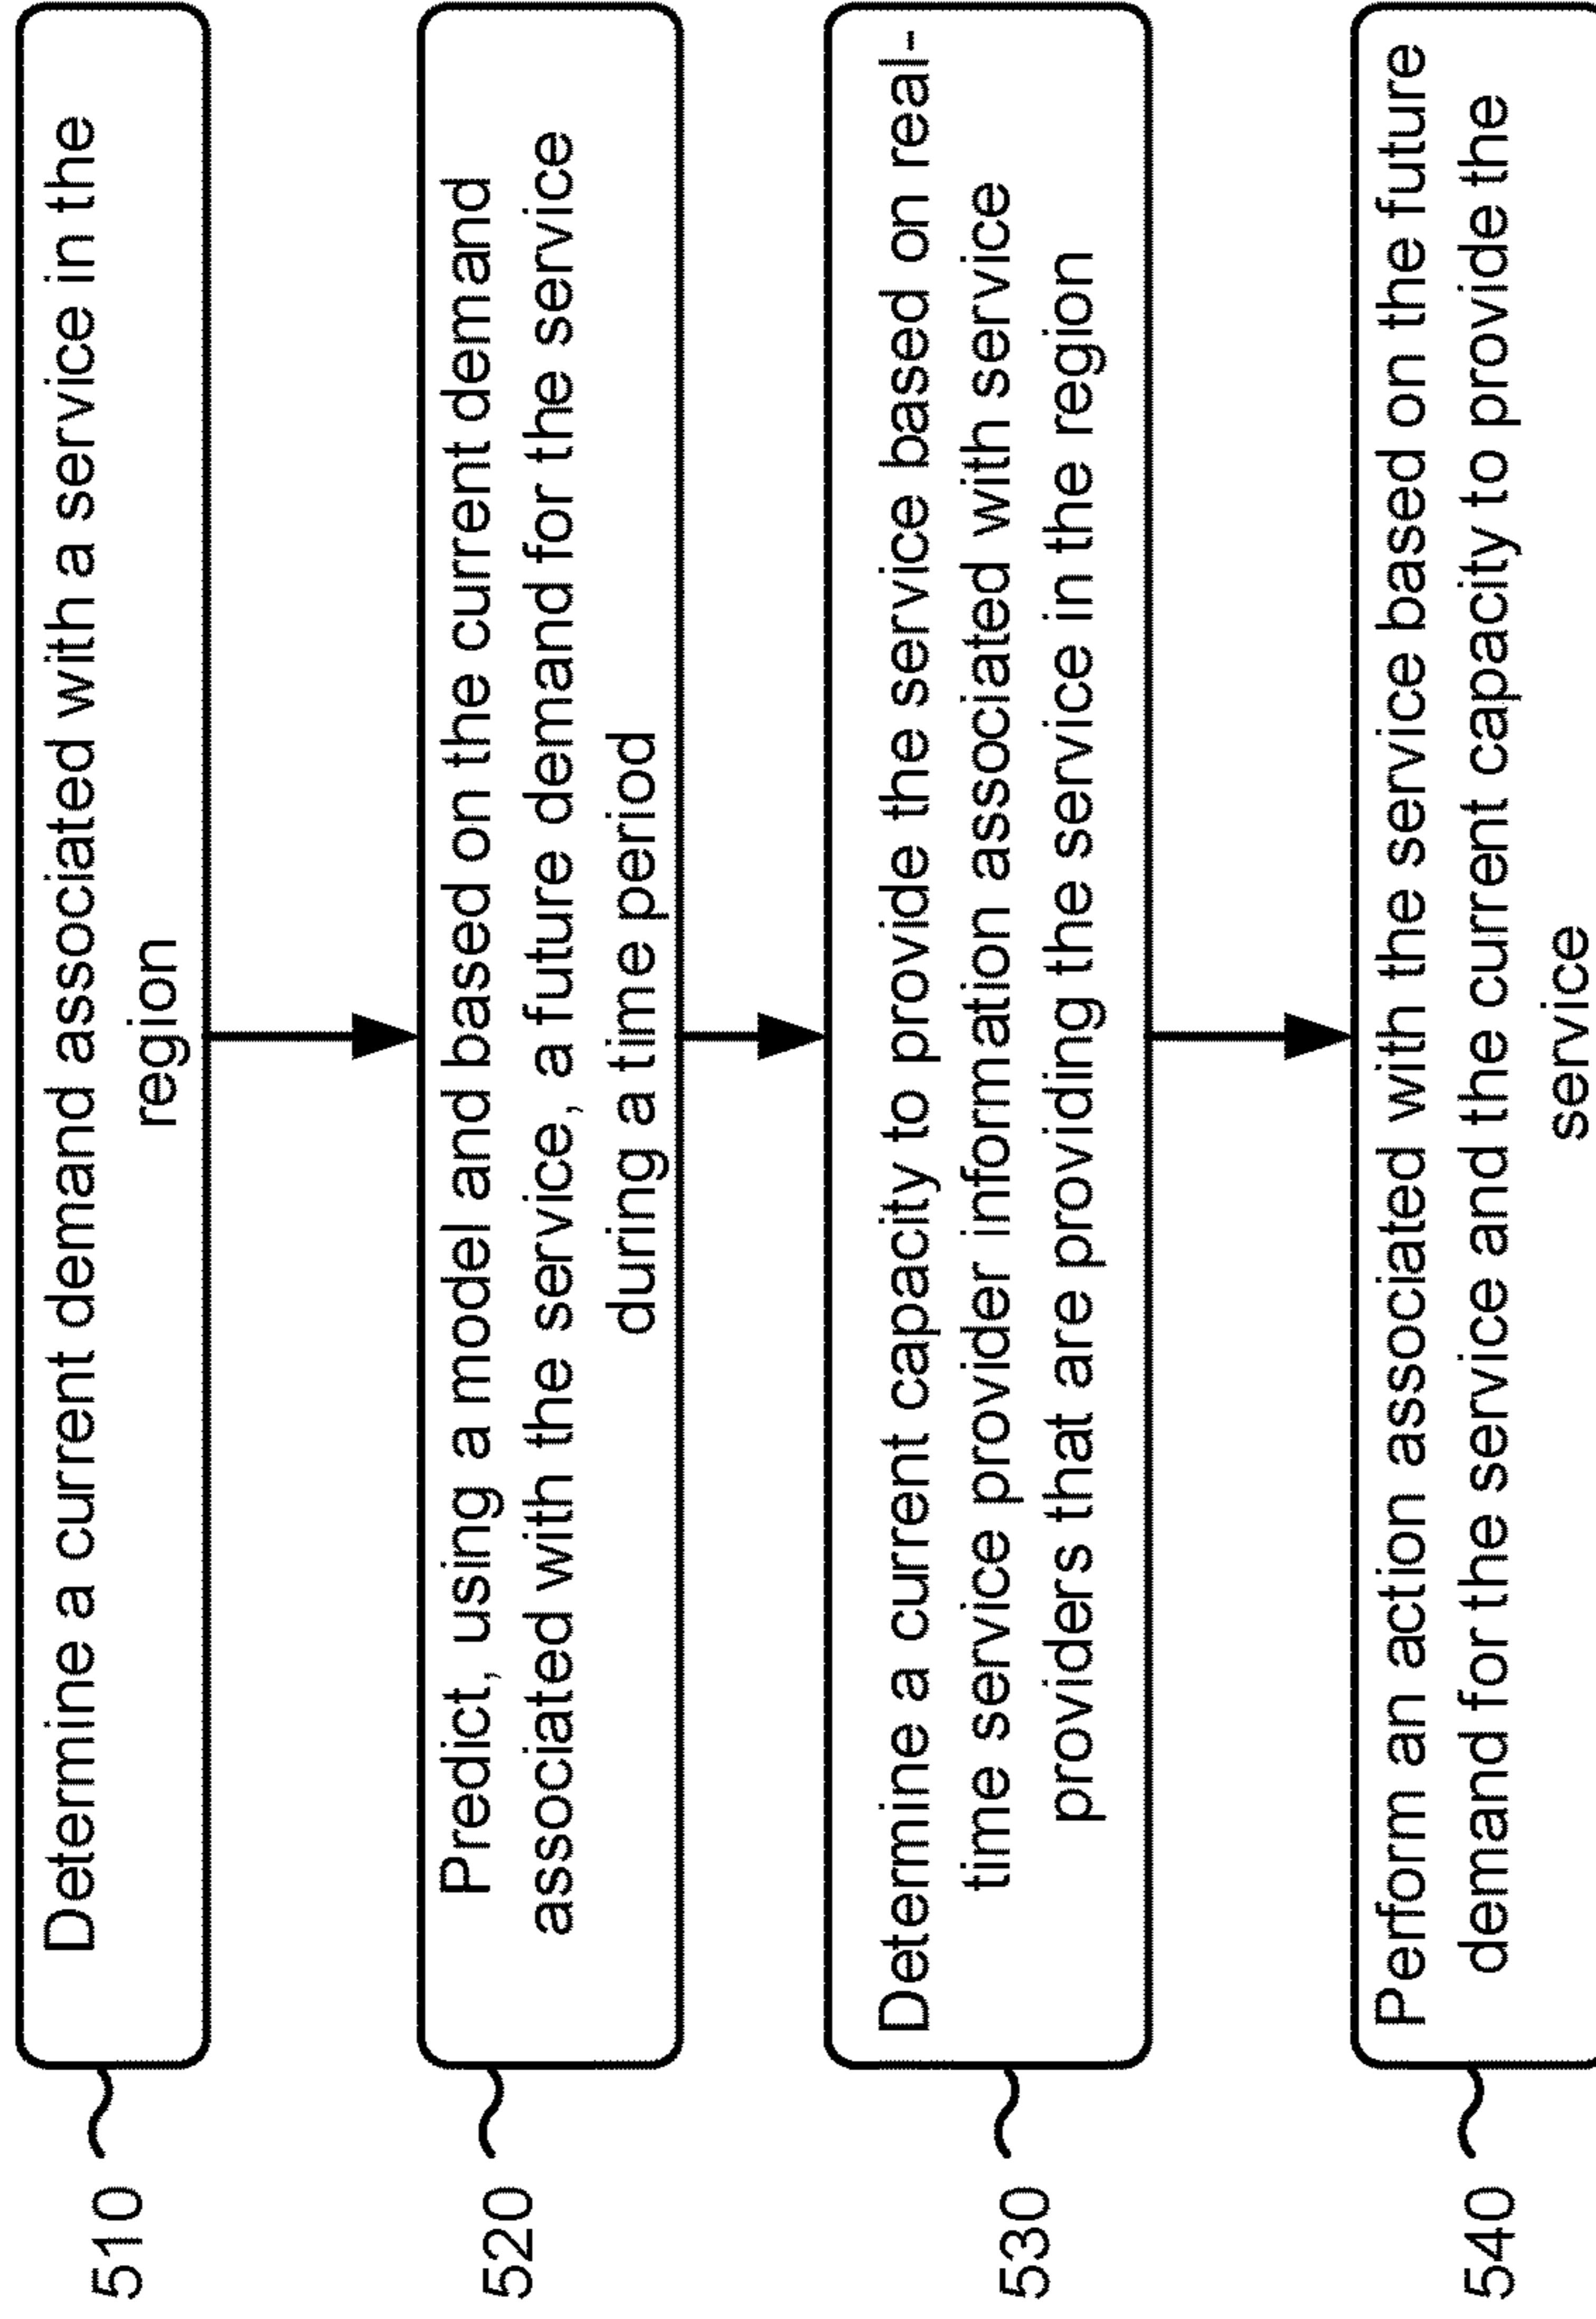 510
Determine a current demand associated with a service in the
region
520
Predict, using a model and based on the current demand
associated with the service, a future demand for the service
during a time period
530
Determine a current capacity to provide the service based on real-
time service provider information associated with service
providers that are providing the service in the region
540
Perform an action associated with the service based on the future
demand for the service and the current capacity to provide the
service